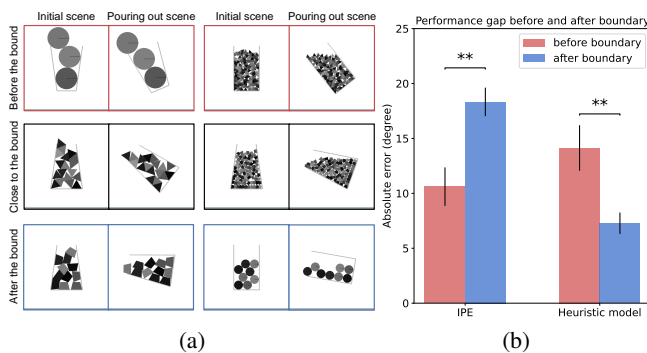 Initial scene Pouring out scene Initial scene Pouring out scene
Before the bound
Close to the bound
After the bound
(a)
Performance gap before and after boundary
before boundary
after boundary
**
**
Absolute error (degree)
25
20
15
10
5
0
IPE Heuristic model
(b)